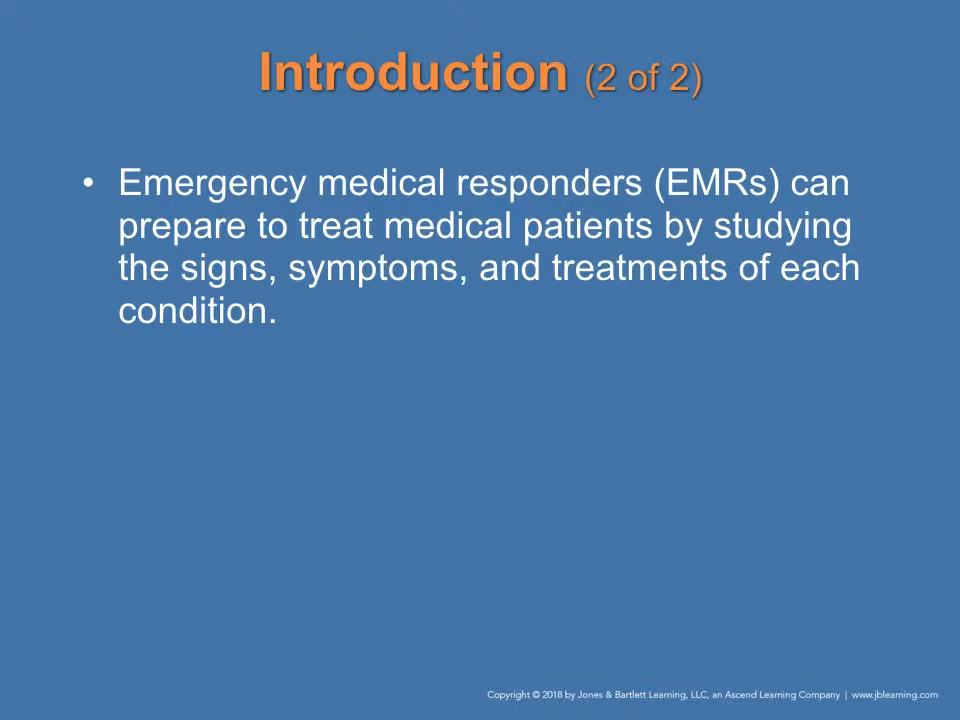 Introduction (2 of 2)
• Emergency medical responders (EMRs) can
prepare to treat medical patients by studying
the signs, symptoms, and treatments of each
condition.
Copyright © 2018 by Jones & Bartlett Learning, LLC, an Ascend Learning Company | www.jblearning.com